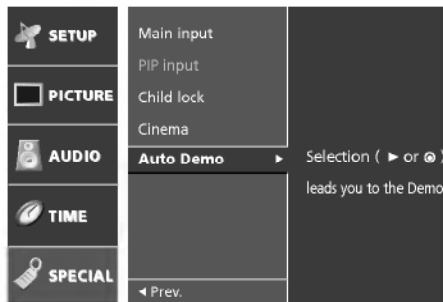 SETUP
PICTURE
AUDIO
TIME
SPECIAL
Main input
PIP input
Child lock
Cinema
Auto Demo ►
◄ Prev.
Selection ( ► or ◉ )
leads you to the Demo